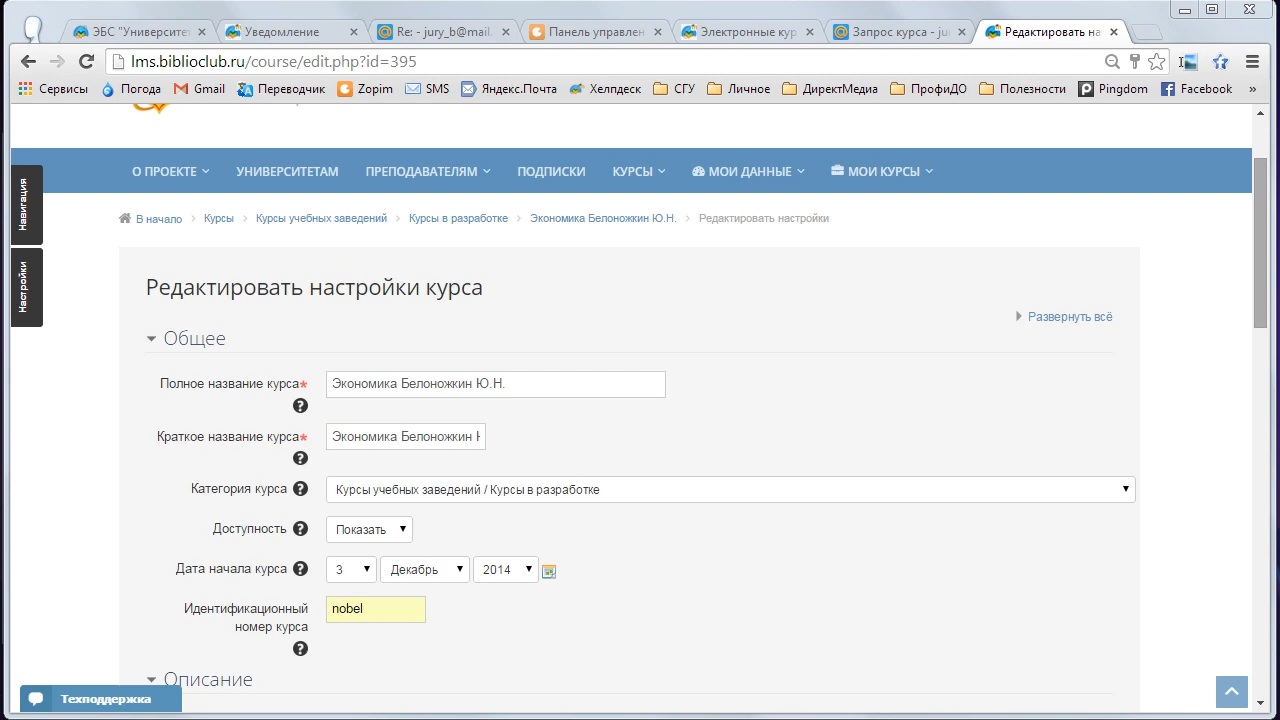 ЭБС "Университет
Уведомление
Re: - jury_b@mail.
Панель управлен
Электронные кур
Запрос курса - ju
Редактировать на
lms.biblioclub.ru/course/edit.php?id=395
Сервисы
Погода
Gmail
Переводчик
Zopim
SMS
Яндекс.Почта
Хелпдеск
СГУ
Личное
ДиректМедиа
ПрофиДО
Полезности
Pingdom
Facebook
»
О ПРОЕКТЕ
УНИВЕРСИТЕТАМ
ПРЕПОДАВАТЕЛЯМ
ПОДПИСКИ
КУРСЫ
МОИ ДАННЫЕ
МОИ КУРСЫ
Навигация
Настройки
В начало
Курсы
Курсы учебных заведений
Курсы в разработке
Экономика Белоножкин Ю.Н.
Редактировать настройки
Редактировать настройки курса
Развернуть всё
Общее
Полное название курса*
Экономика Белоножкин Ю.Н.
Краткое название курса*
Экономика Белоножкин
Категория курса
Курсы учебных заведений / Курсы в разработке
Доступность
Показать
Дата начала курса
3
Декабрь
2014
Идентификационный
номер курса
nobel
Описание
Техподдержка